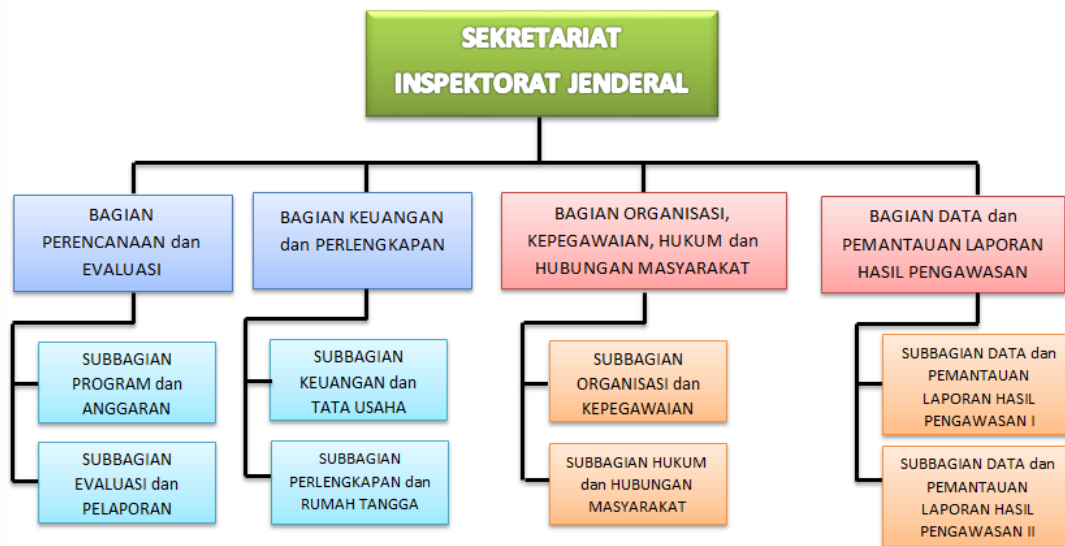 SEKRETARIAT
INSPEKTORAT JENDERAL
BAGIAN
PERENCANAAN dan
EVALUASI
BAGIAN KEUANGAN
dan PERLENGKAPAN
BAGIAN ORGANISASI,
KEPEGAWAIAN, HUKUM dan
HUBUNGAN MASYARAKAT
BAGIAN DATA dan
PEMANTAUAN LAPORAN
HASIL PENGAWASAN
SUBBAGIAN
PROGRAM dan
ANGGARAN
SUBBAGIAN
KEUANGAN dan
TATA USAHA
SUBBAGIAN
ORGANISASI dan
KEPEGAWAIAN
SUBBAGIAN DATA dan
PEMANTAUAN
LAPORAN HASIL
PENGAWASAN I
SUBBAGIAN
EVALUASI dan
PELAPORAN
SUBBAGIAN
PERLENGKAPAN dan
RUMAH TANGGA
SUBBAGIAN HUKUM
dan HUBUNGAN
MASYARAKAT
SUBBAGIAN DATA dan
PEMANTAUAN
LAPORAN HASIL
PENGAWASAN II